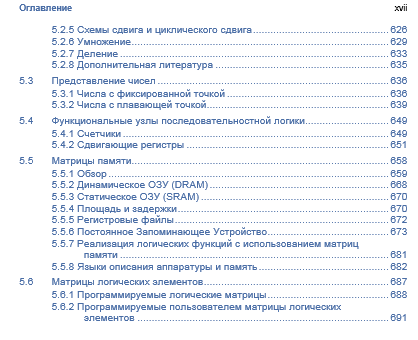 Оглавление xvii
5.2.5 Схемы сдвига и циклического сдвига 626
5.2.6 Умножение 629
5.2.7 Деление 633
5.2.8 Дополнительная литература 635
5.3 Представление чисел 636
5.3.1 Числа с фиксированной точкой 636
5.3.2 Числа с плавающей точкой 639
5.4 Функциональные узлы последовательностной логики 649
5.4.1 Счетчики 649
5.4.2 Сдвигающие регистры 651
5.5 Матрицы памяти 658
5.5.1 Обзор 659
5.5.2 Динамическое ОЗУ (DRAM) 668
5.5.3 Статическое ОЗУ (SRAM) 670
5.5.4 Площадь и задержки 670
5.5.5 Регистровые файлы 672
5.5.6 Постоянное Запоминающее Устройство 673
5.5.7 Реализация логических функций с использованием матриц
памяти 681
5.5.8 Языки описания аппаратуры и память 682
5.6 Матрицы логических элементов 687
5.6.1 Программируемые логические матрицы 688
5.6.2 Программируемые пользователем матрицы логических
элементов 691